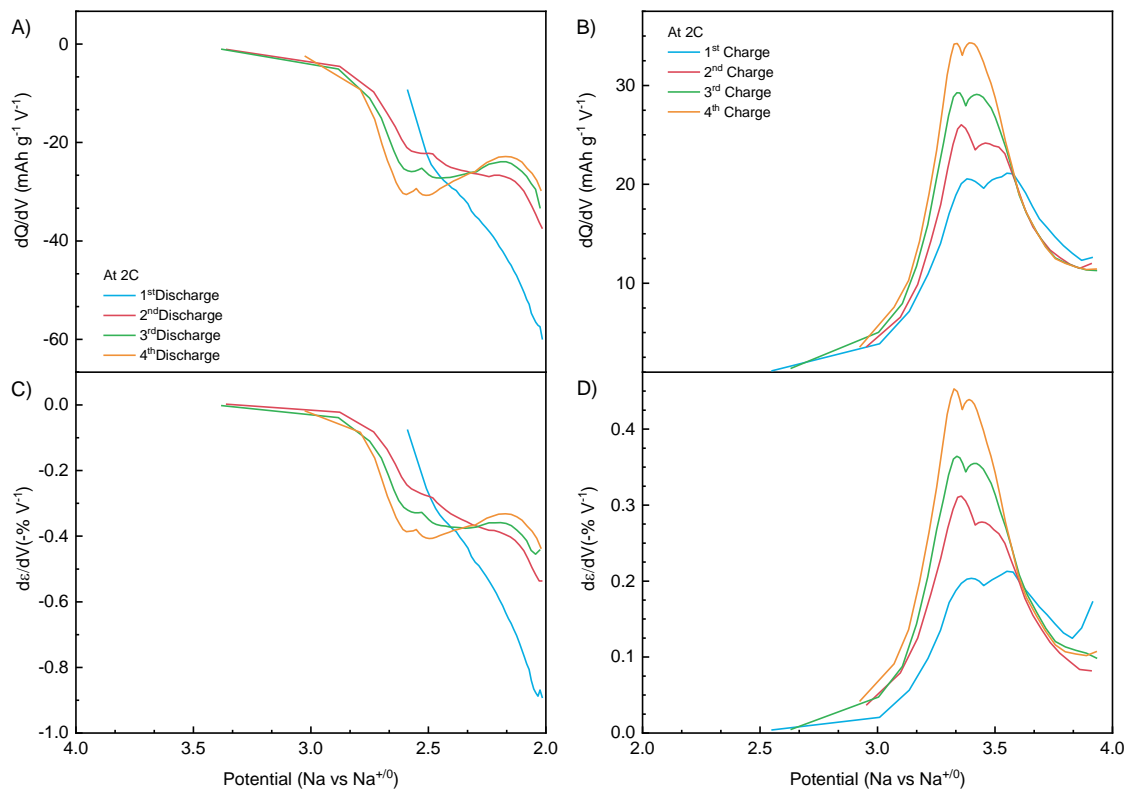 A)
0
-20
-40
-60
dQ/dV (mAh g⁻¹ V⁻¹)
At 2C
1ˢᵗDischarge
2ⁿᵈDischarge
3ʳᵈDischarge
4ᵗʰDischarge
B)
30
20
10
dQ/dV (mAh g⁻¹ V⁻¹)
At 2C
1ˢᵗ Charge
2ⁿᵈ Charge
3ʳᵈ Charge
4ᵗʰ Charge
C)
0.0
-0.2
-0.4
-0.6
-0.8
-1.0
dε/dV(-% V⁻¹)
4.0 3.5 3.0 2.5 2.0
Potential (Na vs Na⁺ᐟ⁰)
D)
0.4
0.3
0.2
0.1
0.0
dε/dV(-% V⁻¹)
2.0 2.5 3.0 3.5 4.0
Potential (Na vs Na⁺ᐟ⁰)